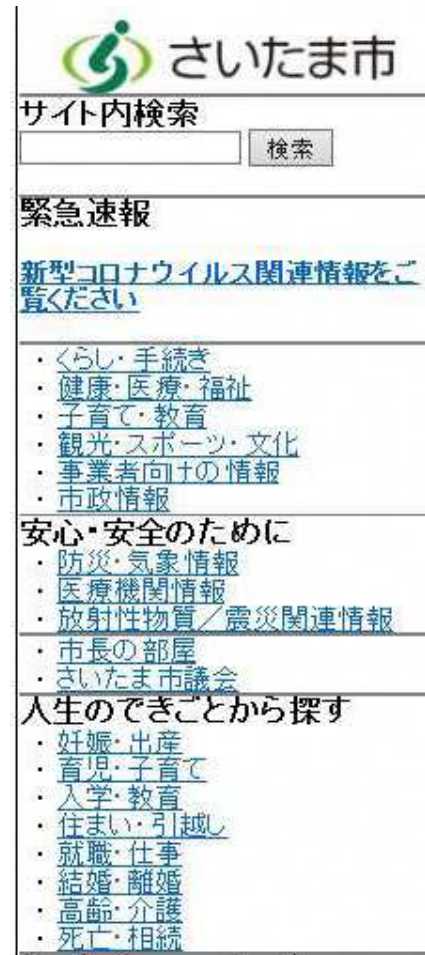 さいたま市
サイト内検索
検索
緊急速報
新型コロナウイルス関連情報をご
覧ください
・くらし・手続き
・健康・医療・福祉
・子育て・教育
・観光・スポーツ・文化
・事業者向けの情報
・市政情報
安心・安全のために
・防災・気象情報
・医療機関情報
・放射性物質／震災関連情報
・市長の部屋
・さいたま市議会
人生のできごとから探す
・妊娠・出産
・育児・子育て
・入学・教育
・住まい・引越し
・就職・仕事
・結婚・離婚
・高齢・介護
・死亡・相続